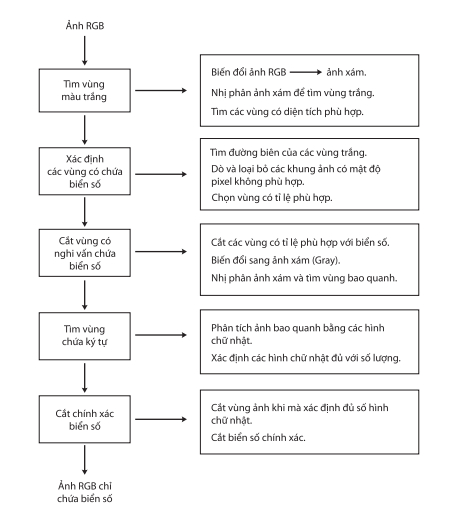 Ảnh RGB
Tìm vùng
màu trắng
Biến đổi ảnh RGB ⟶ ảnh xám.
Nhị phân ảnh xám để tìm vùng trắng.
Tìm các vùng có diện tích phù hợp.
Xác định
các vùng có chứa
biển số
Tìm đường biên của các vùng trắng.
Dò và loại bỏ các khung ảnh có mật độ
pixel không phù hợp.
Chọn vùng có tỉ lệ phù hợp.
Cắt vùng có
nghi vấn chứa
biển số
Cắt các vùng có tỉ lệ phù hợp với biển số.
Biến đổi sang ảnh xám (Gray).
Nhị phân ảnh xám và tìm vùng bao quanh.
Tìm vùng
chứa ký tự
Phân tích ảnh bao quanh bằng các hình
chữ nhật.
Xác định các hình chữ nhật đủ với số lượng.
Cắt chính xác
biển số
Cắt vùng ảnh khi mà xác định đủ số hình
chữ nhật.
Cắt biển số chính xác.
Ảnh RGB chỉ
chứa biển số